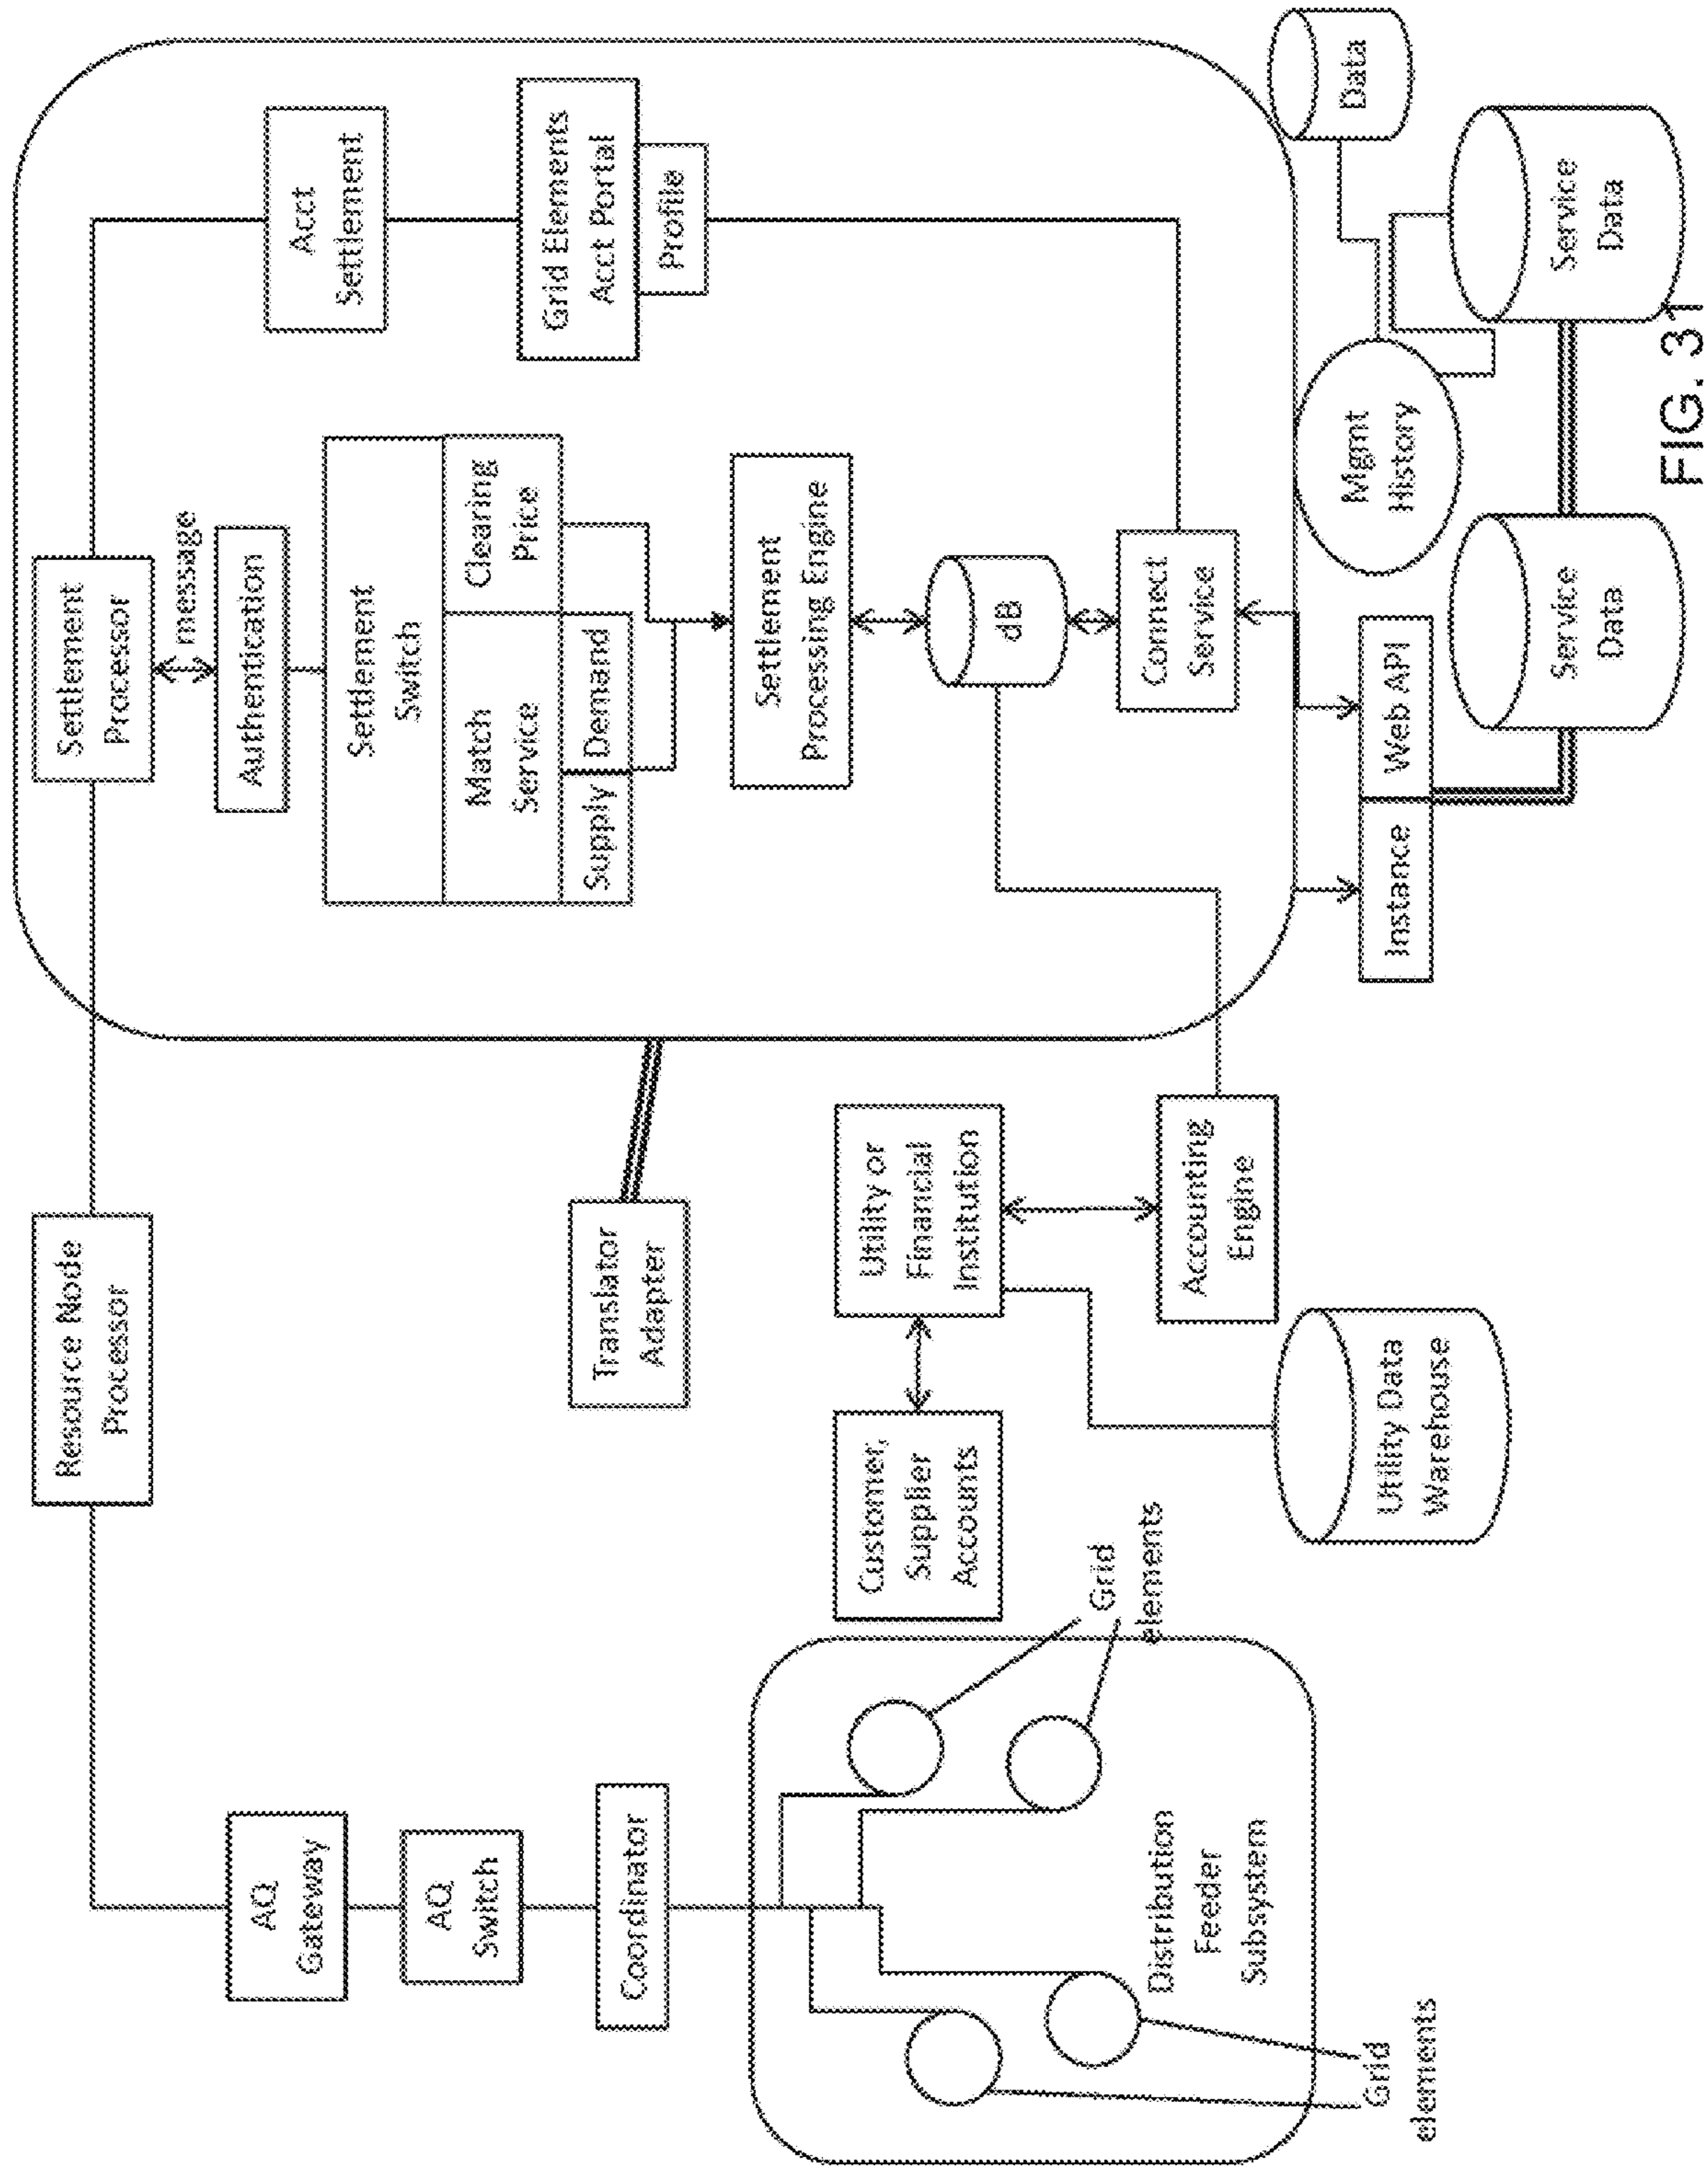 Resource Node
Processor
Settlement
Processor
message
AQ
Gateway
Authentication
Acct
Settlement
AQ
Switch
Settlement
Switch
Match
Service
Clearing
Price
Supply
Demand
Grid Elements
Acct Portal
Profile
Coordinator
Translator
Adapter
Settlement
Processing Engine
Customer,
Supplier
Accounts
Utility or
Financial
Institution
dB
Grid
elements
Connect
Service
Accounting
Engine
Distribution
Feeder
Subsystem
Utility Data
Warehouse
Grid
elements
Instance
Web API
Mgmt
History
Data
Service
Data
Service
Data
FIG. 31